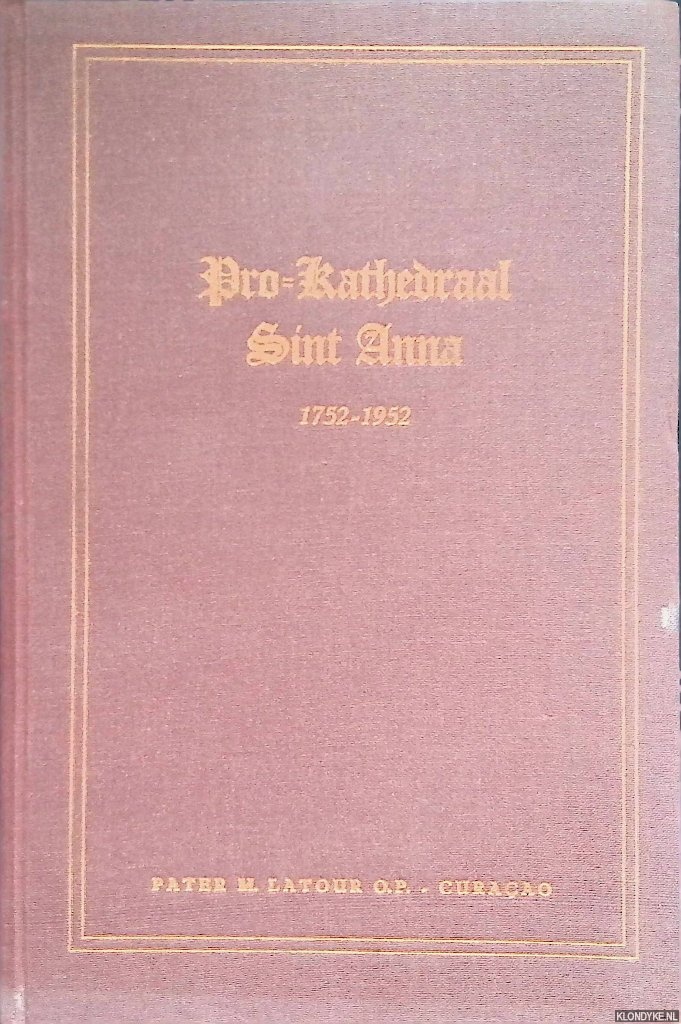 Pro=Kathedraal
Sint Anna
1752-1952
PATER M. LATOUR O.P. - CURAÇAO
KLONDYKE.NL